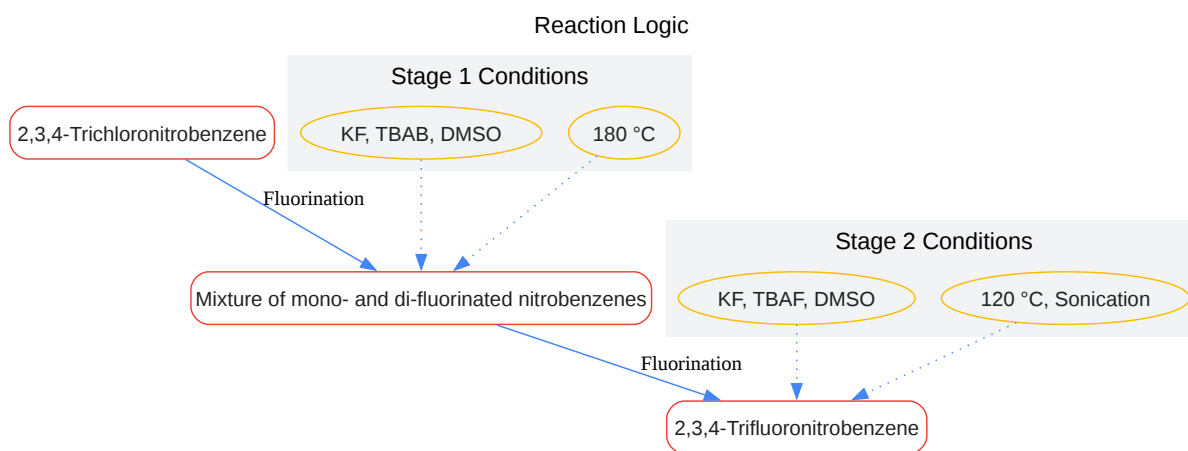 Reaction Logic
Stage 1 Conditions
2,3,4-Trichloronitrobenzene
KF, TBAB, DMSO
180 °C
Fluorination
Stage 2 Conditions
Mixture of mono- and di-fluorinated nitrobenzenes
KF, TBAF, DMSO
120 °C, Sonication
Fluorination
2,3,4-Trifluoronitrobenzene